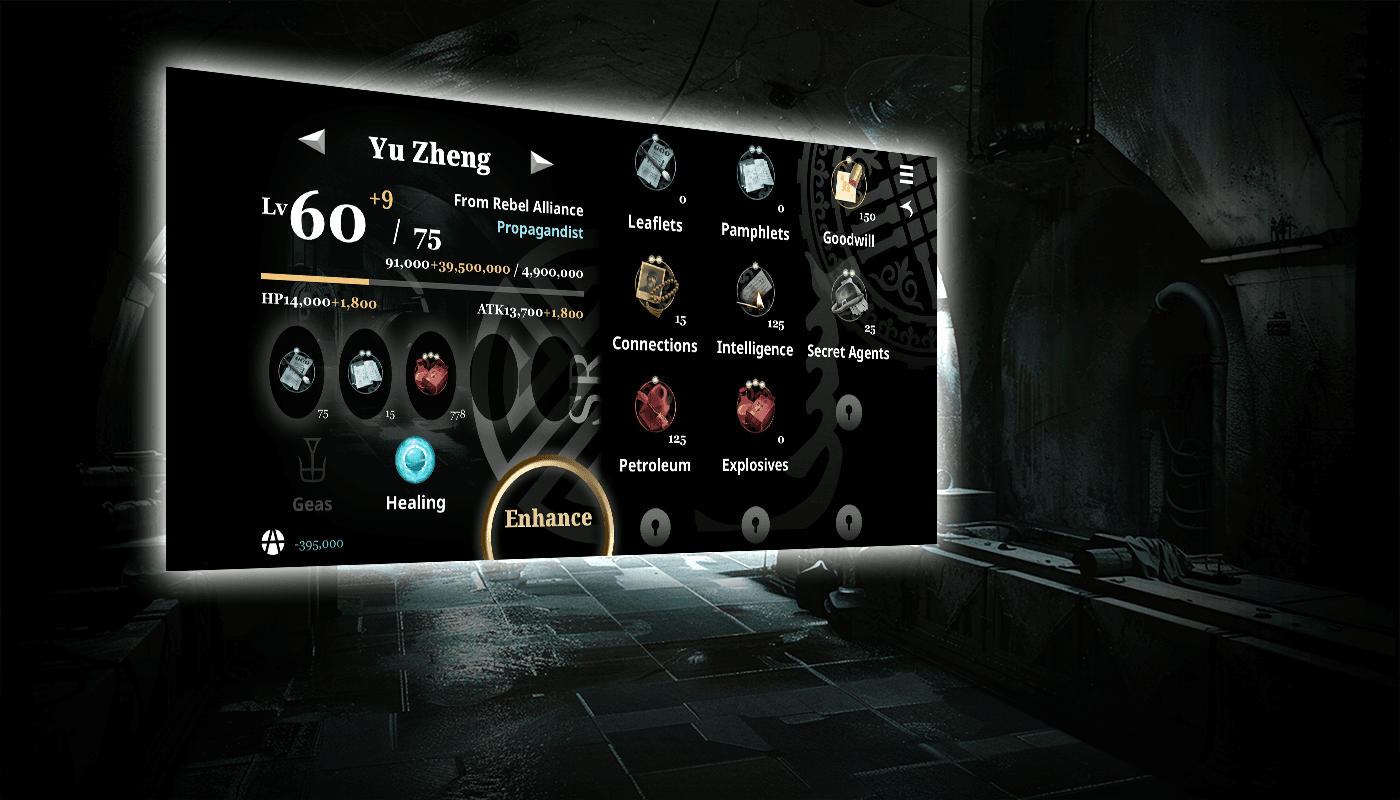 Yu Zheng
Lv 60 +9 / 75
From Rebel Alliance
Propagandist
91,000+39,500,000 / 4,900,000
HP14,000+1,800
ATK13,700+1,800
75
15
778
SR
Geas
Healing
Enhance
-395,000
0
0
150
Leaflets
Pamphlets
Goodwill
15
125
25
Connections
Intelligence
Secret Agents
125
0
Petroleum
Explosives